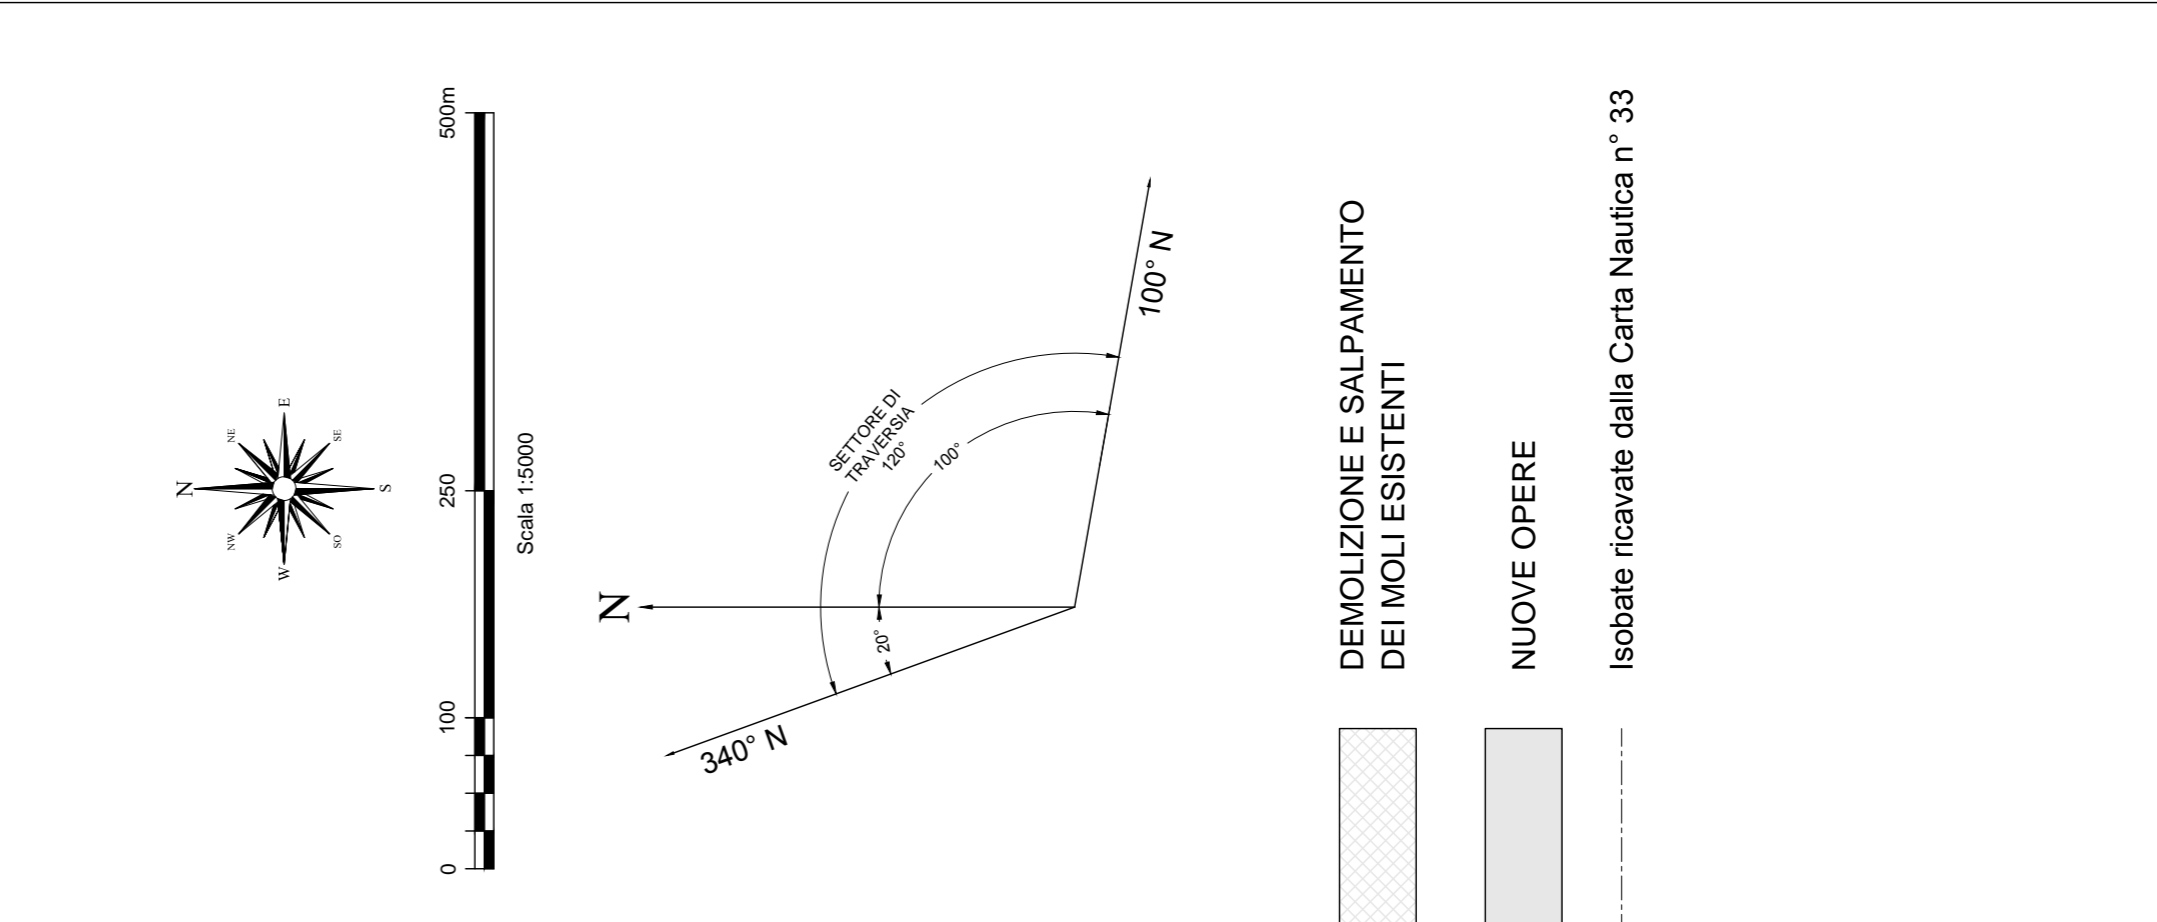 N
NE
E
SE
S
SO
W
NW
0
100
250
500m
Scala 1:5000
N
340° N
20°
100°
SETTORE DI
TRAVERSIA
120°
100° N
DEMOLIZIONE E SALPAMENTO
DEI MOLI ESISTENTI
NUOVE OPERE
Isobate ricavate dalla Carta Nautica n° 33